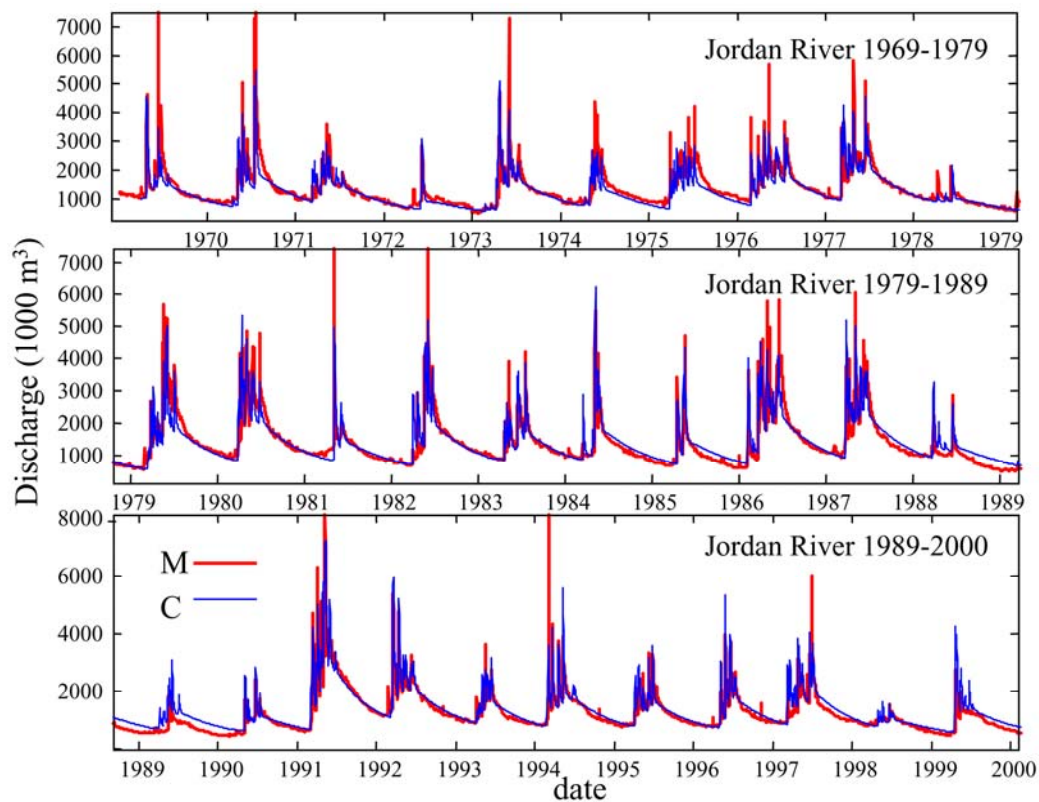 7000
Jordan River 1969-1979
6000
5000
4000
3000
2000
1000
1970 1971 1972 1973 1974 1975 1976 1977 1978 1979
Discharge (1000 m³)
7000
Jordan River 1979-1989
6000
5000
4000
3000
2000
1000
1979 1980 1981 1982 1983 1984 1985 1986 1987 1988 1989
8000
Jordan River 1989-2000
M
6000
C
4000
2000
1989 1990 1991 1992 1993 1994 1995 1996 1997 1998 1999 2000
date